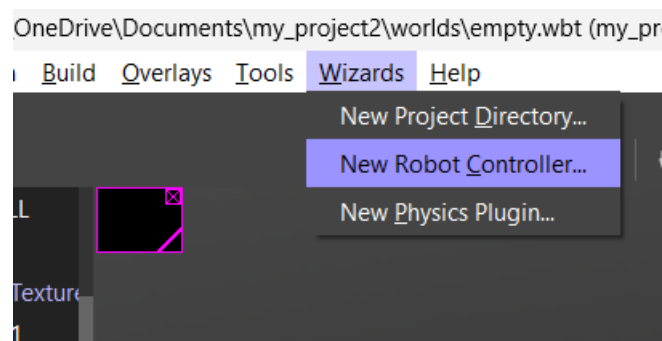 OneDrive\Documents\my_project2\worlds\empty.wbt (my_pr
Build Overlays Tools Wizards Help
New Project Directory...
New Robot Controller...
New Physics Plugin...
LL
Texture
1